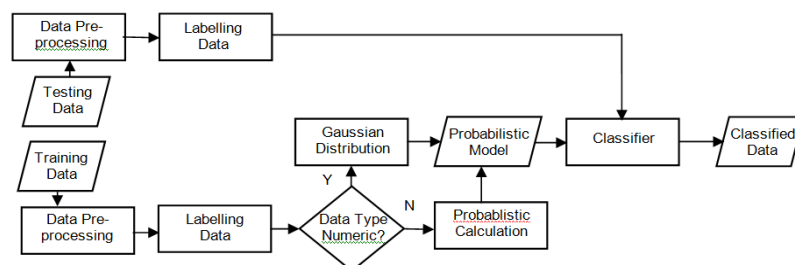 Data Pre-
processing
Labelling
Data
Testing
Data
Training
Data
Gaussian
Distribution
Probabilistic
Model
Classifier
Classified
Data
Y
N
Data Pre-
processing
Labelling
Data
Data Type
Numeric?
Probablistic
Calculation